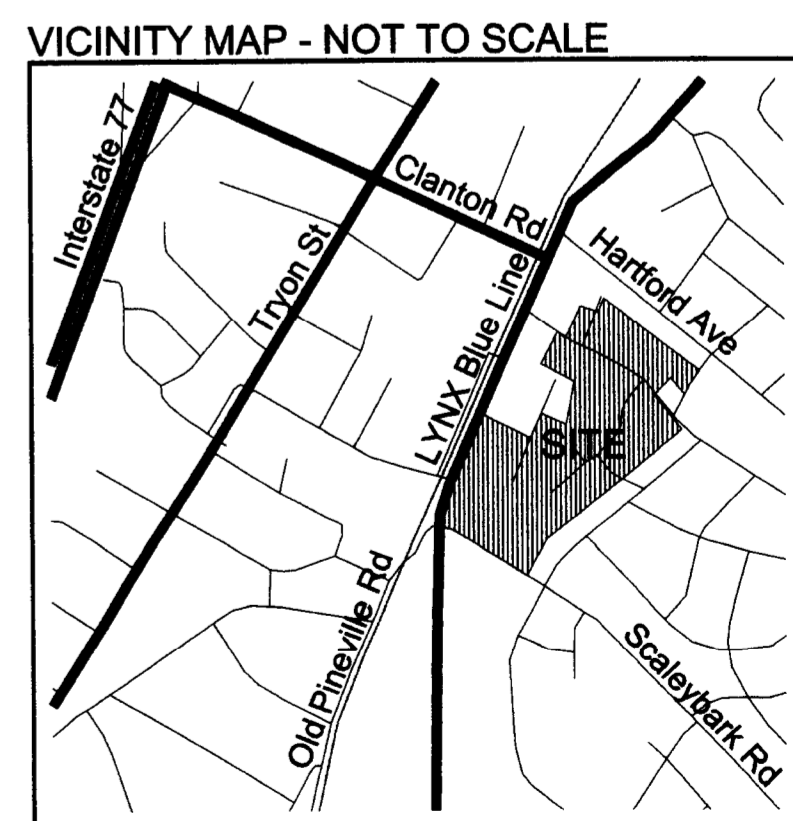 VICINITY MAP - NOT TO SCALE
Interstate 77
Clanton Rd
Tryon St
Hartford Ave
LYNX Blue Line
SITE
Old Pineville Rd
Scaleybark Rd